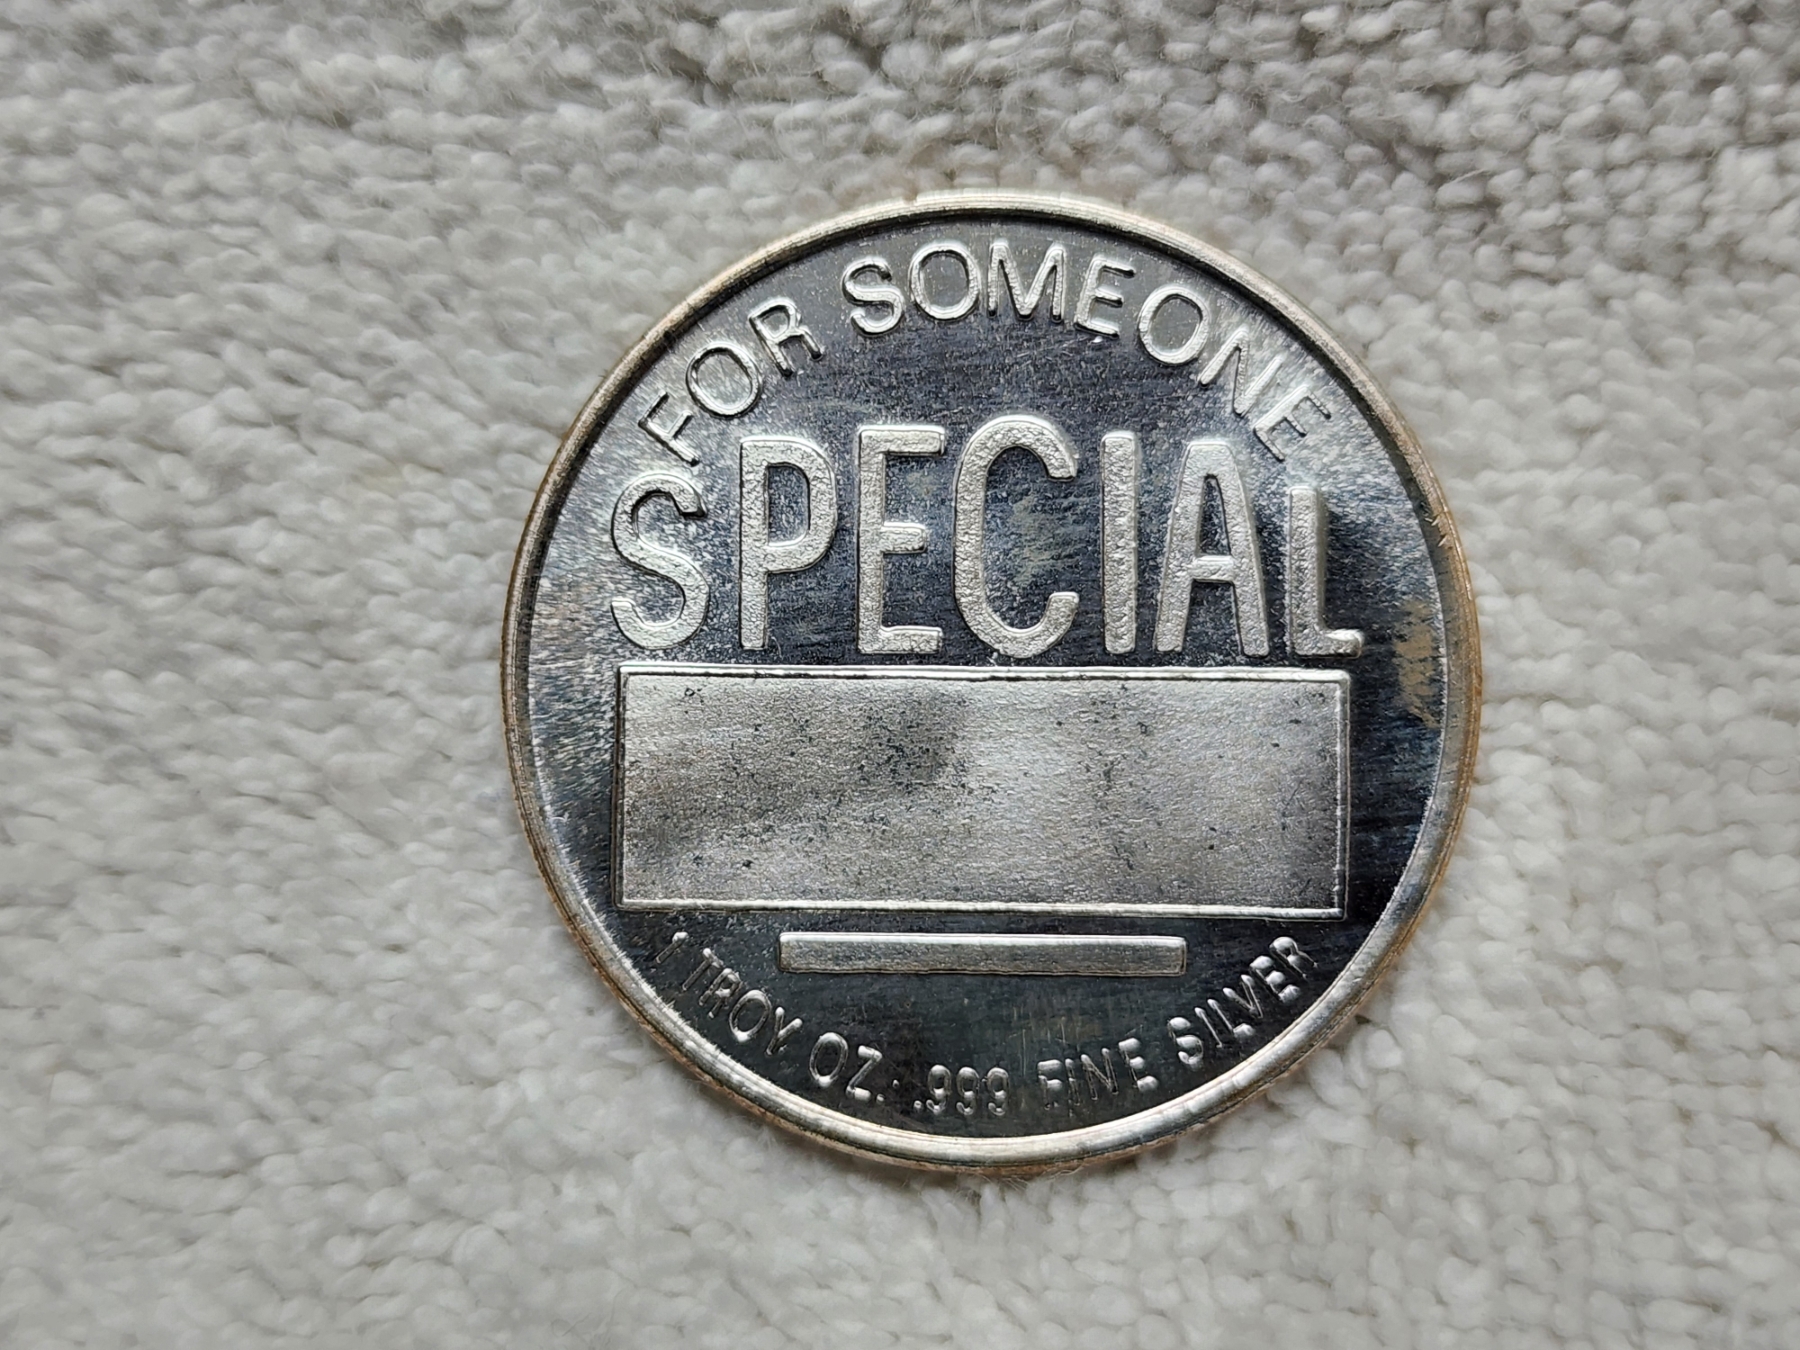 FOR SOMEONE
SPECIAL
1 TROY OZ. .999 FINE SILVER